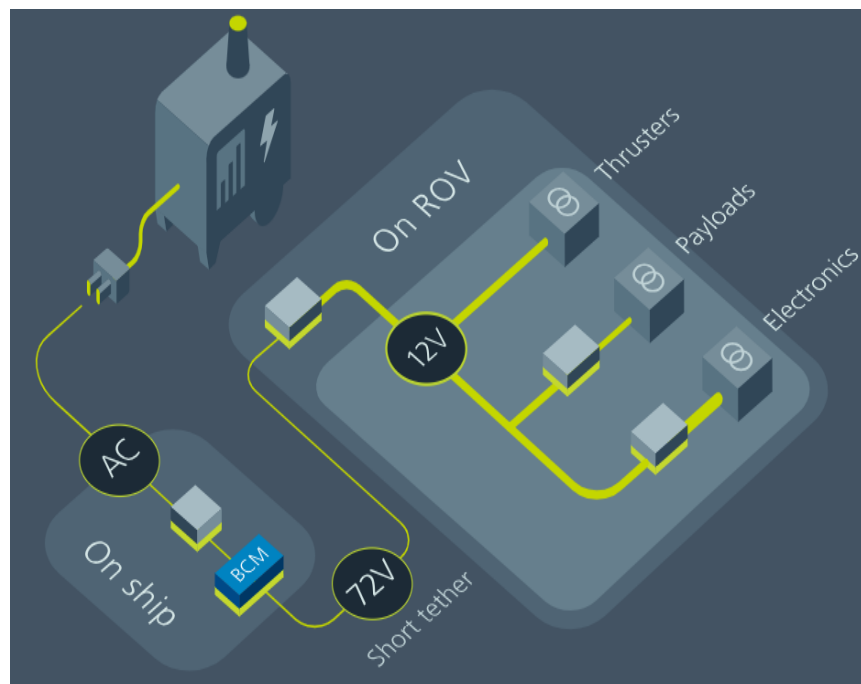 Thrusters
On ROV
Payloads
Electronics
12V
AC
BCM
On ship
72V
Short tether